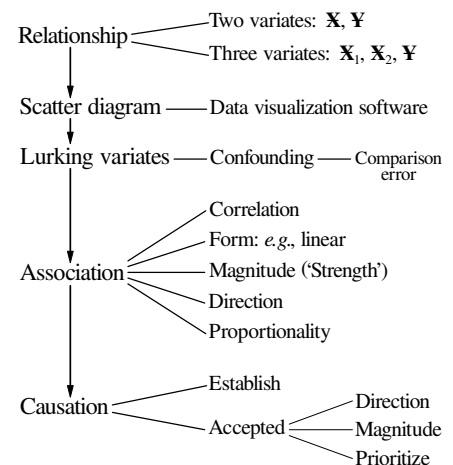 Relationship
Two variates: X, Y
Three variates: X₁, X₂, Y
Scatter diagram
Data visualization software
Lurking variates
Confounding
Comparison
error
Association
Correlation
Form: e.g., linear
Magnitude (‘Strength’)
Direction
Proportionality
Causation
Establish
Accepted
Direction
Magnitude
Prioritize